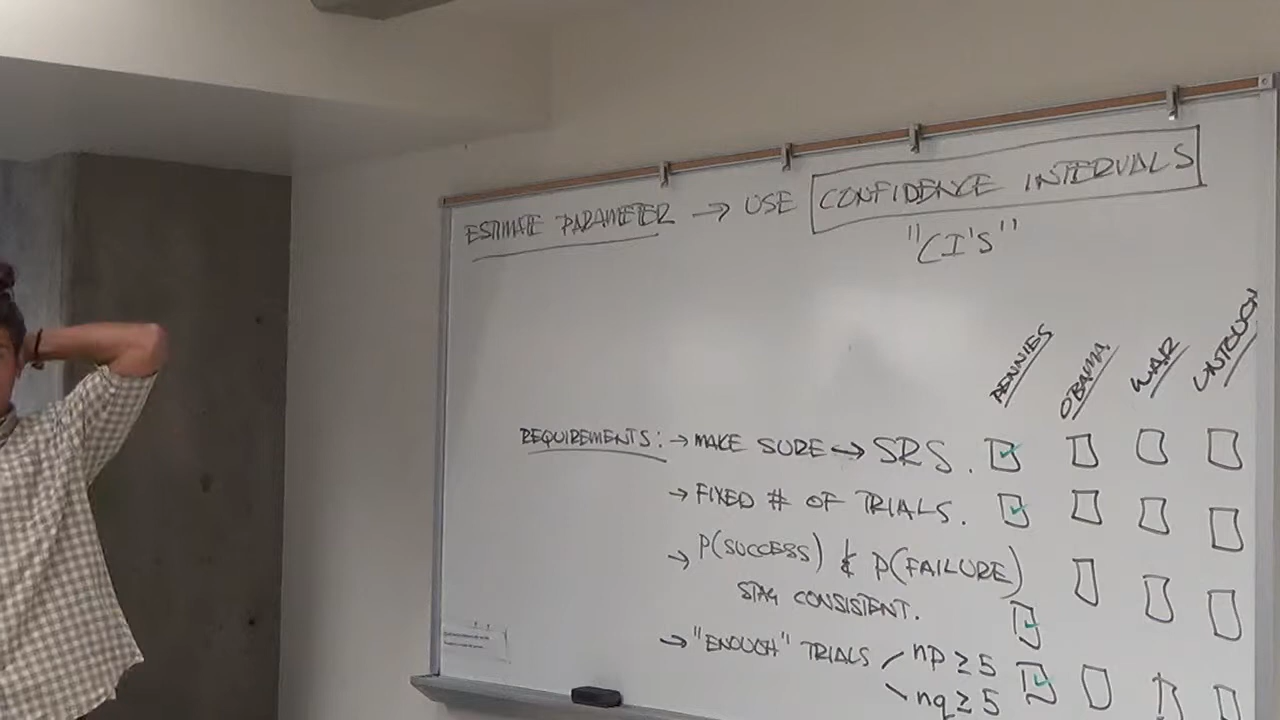 ESTIMATE PARAMETER → USE CONFIDENCE INTERVALS
"CI'S"
PENNIES OBAMA WAR UNTOUCH
REQUIREMENTS: → MAKE SURE ↔ SRS.
→ FIXED # OF TRIALS.
→ P(SUCCESS) & P(FAILURE)
STAY CONSISTENT.
→ "ENOUGH" TRIALS np ≥ 5
nq ≥ 5